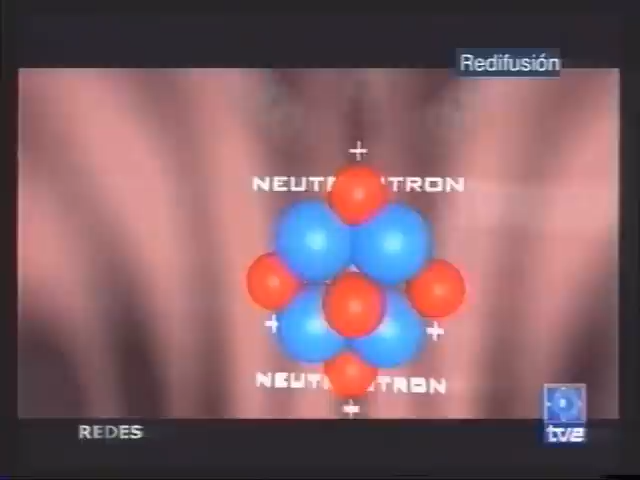 Redifusión
+
NEUT TRON
+ +
NEUT TRON
+
REDES
tve